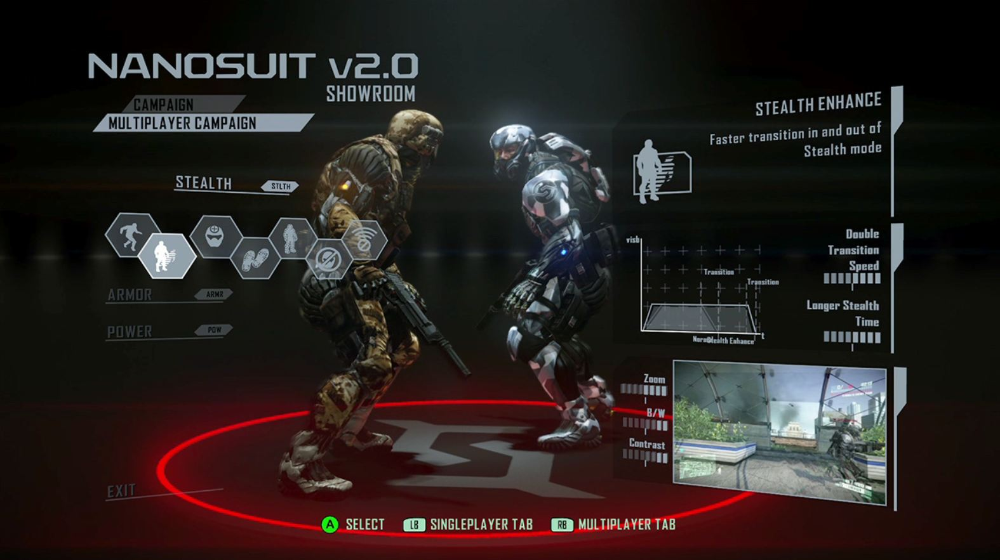 NANOSUIT v2.0
SHOWROOM
CAMPAIGN
MULTIPLAYER CAMPAIGN
STEALTH
STLTH
ARMOR
ARMR
POWER
POW
EXIT
STEALTH ENHANCE
Faster transition in and out of
Stealth mode
visb
Transition
Transition
t
Stealth Enhance
Double
Transition
Speed
Longer Stealth
Time
Zoom
B/W
Contrast
A SELECT
LB SINGLEPLAYER TAB
RB MULTIPLAYER TAB